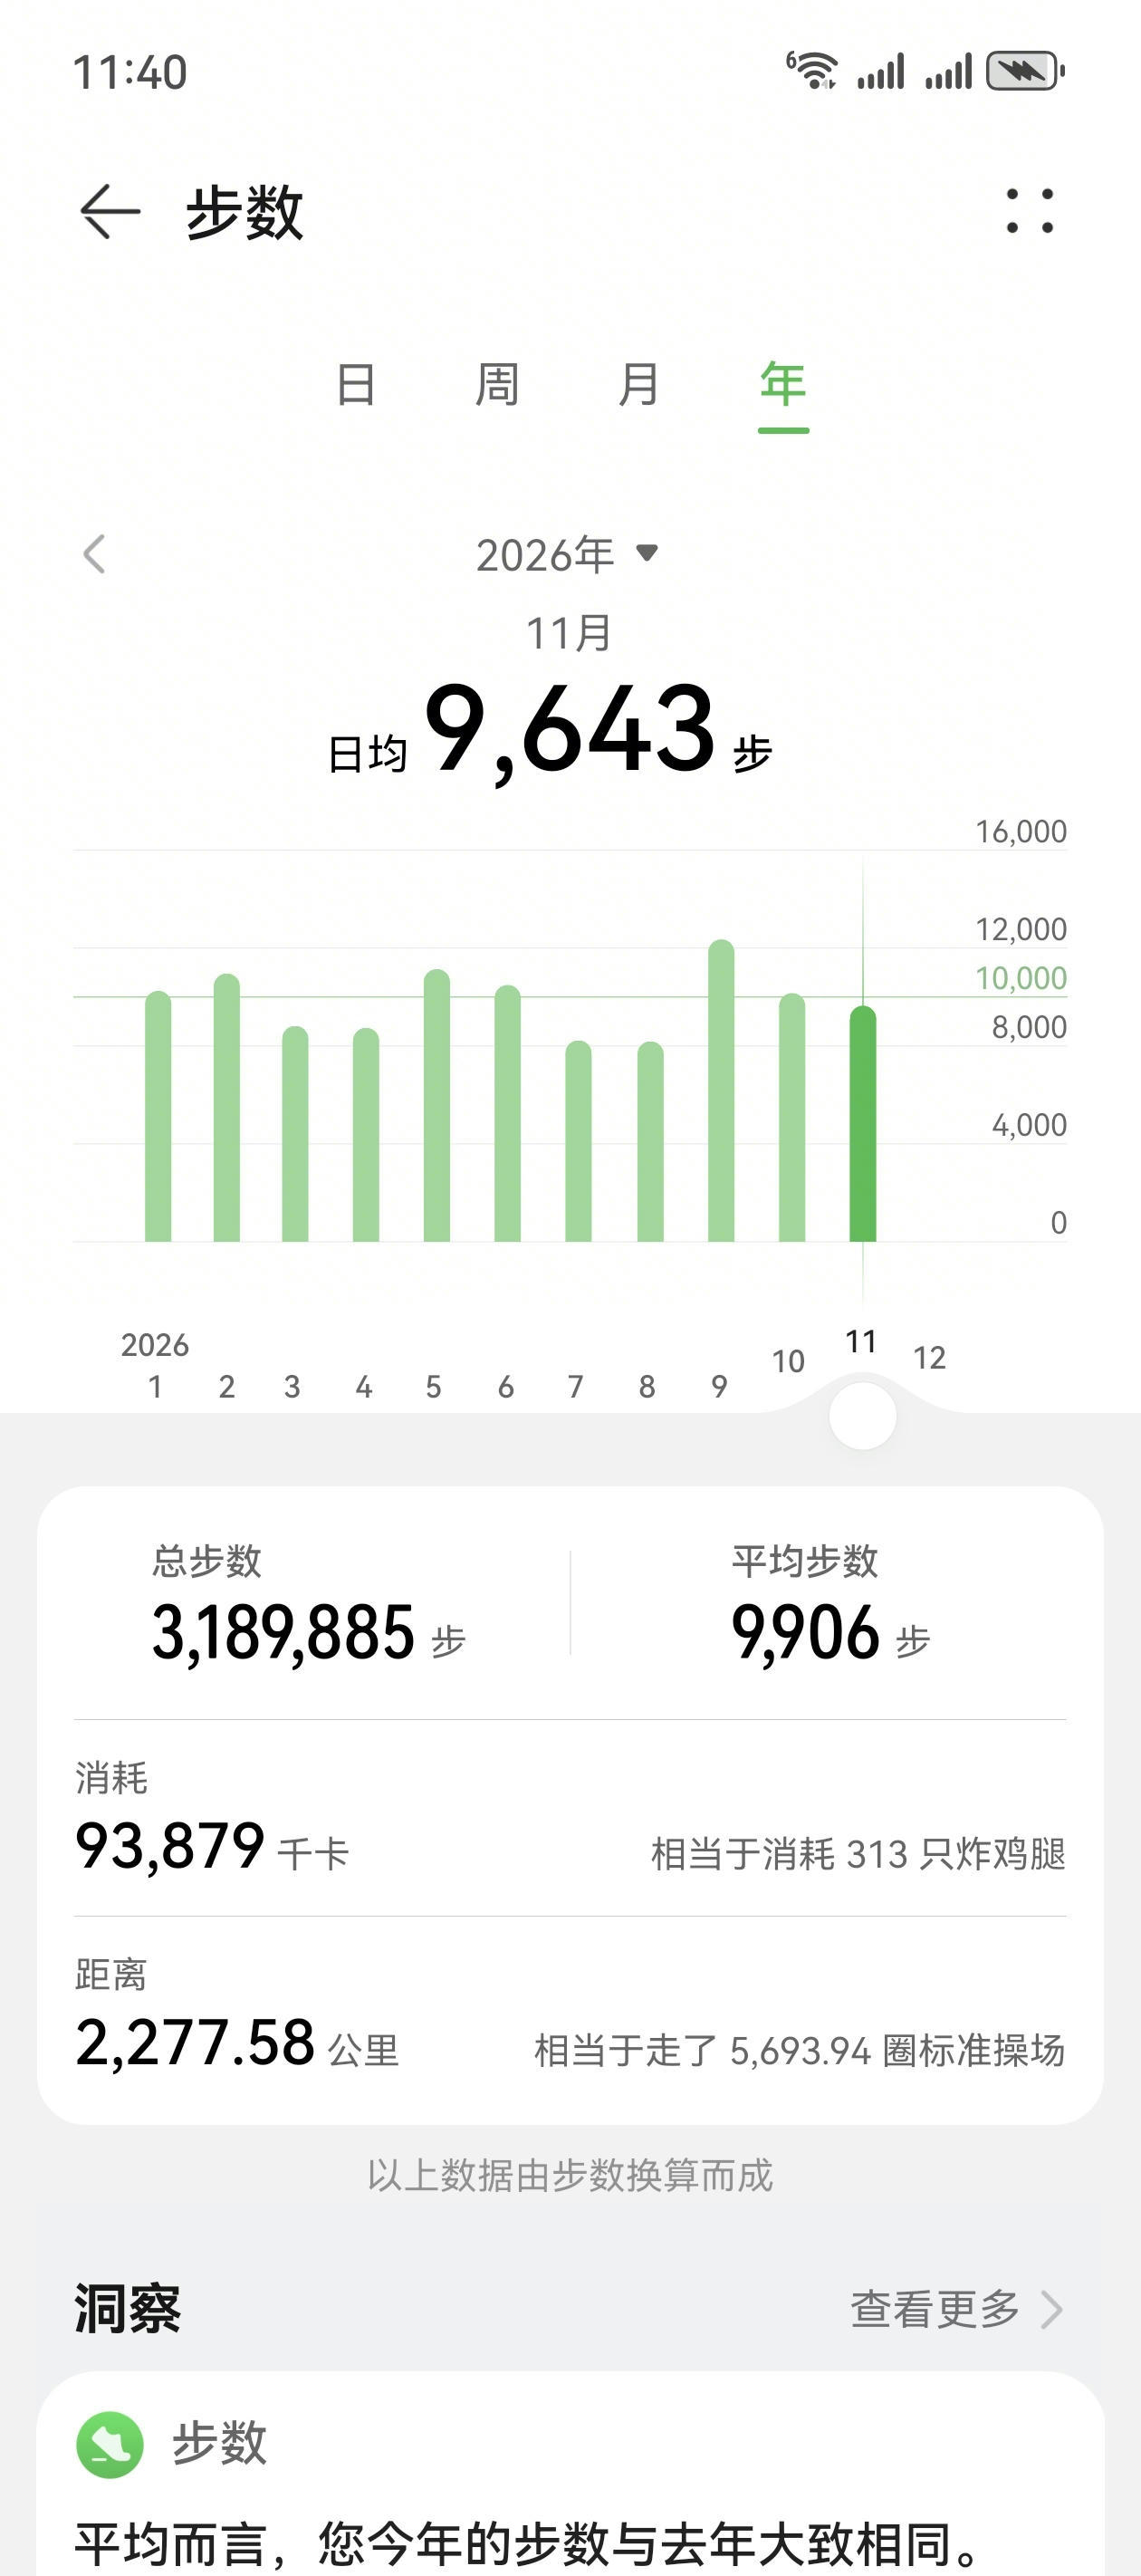 11:40
6
步数
日 周 月 年
2026年
11月
日均 9,643 步
16,000
12,000
10,000
8,000
4,000
0
2026
1 2 3 4 5 6 7 8 9 10 11 12
总步数 平均步数
3,189,885 步 9,906 步
消耗
93,879 千卡 相当于消耗 313 只炸鸡腿
距离
2,277.58 公里 相当于走了 5,693.94 圈标准操场
以上数据由步数换算而成
洞察 查看更多
步数
平均而言，您今年的步数与去年大致相同。